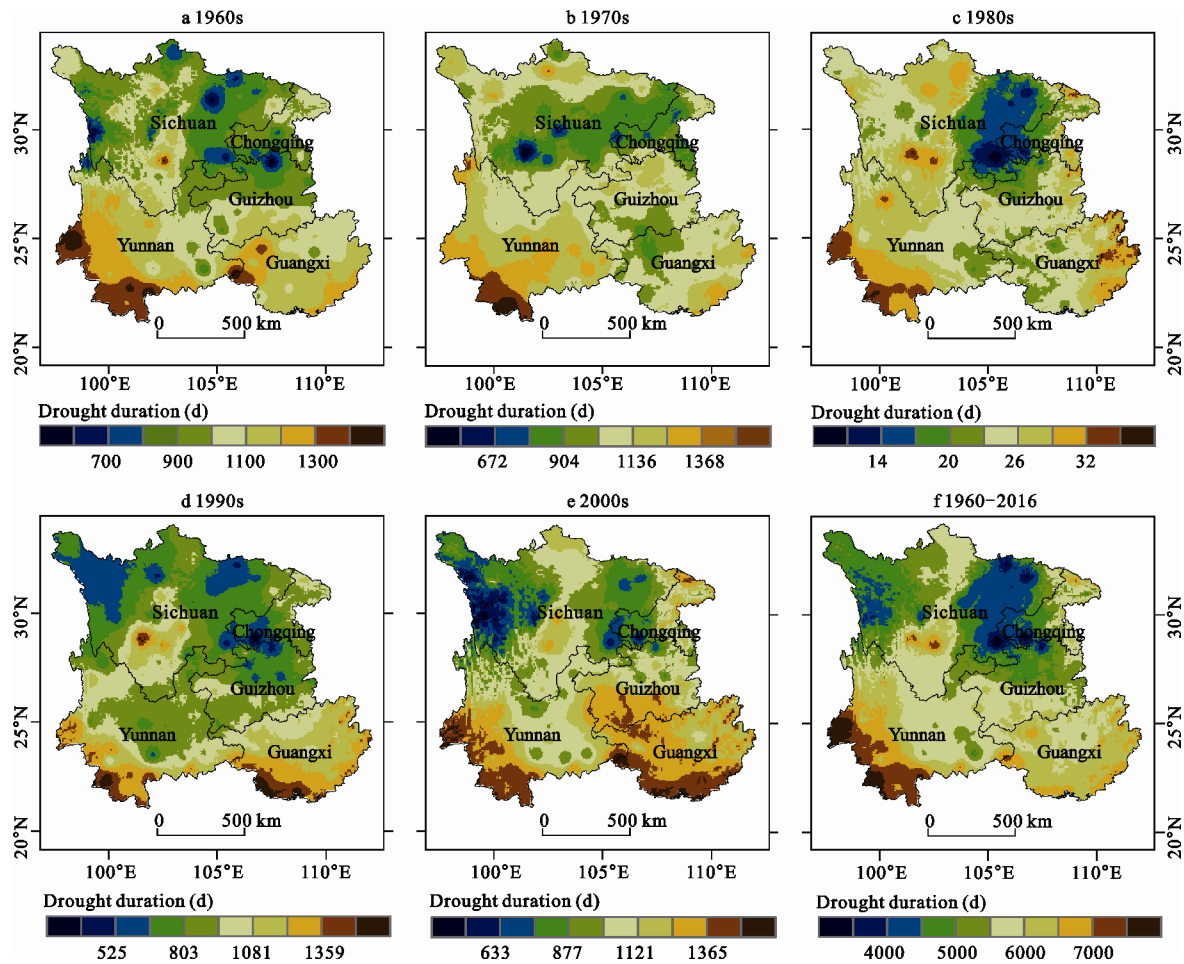 a 1960s
b 1970s
c 1980s
30°N
25°N
20°N
Sichuan
Chongqing
Guizhou
Yunnan
Guangxi
0 500 km
Sichuan
Chongqing
Guizhou
Yunnan
Guangxi
0 500 km
Sichuan
Chongqing
Guizhou
Yunnan
Guangxi
0 500 km
30°N
25°N
20°N
100°E 105°E 110°E
100°E 105°E 110°E
100°E 105°E 110°E
Drought duration (d)
700 900 1100 1300
Drought duration (d)
672 904 1136 1368
Drought duration (d)
14 20 26 32
d 1990s
e 2000s
f 1960-2016
30°N
25°N
20°N
Sichuan
Chongqing
Guizhou
Yunnan
Guangxi
0 500 km
Sichuan
Chongqing
Guizhou
Yunnan
Guangxi
0 500 km
Sichuan
Chongqing
Guizhou
Yunnan
Guangxi
0 500 km
30°N
25°N
20°N
100°E 105°E 110°E
100°E 105°E 110°E
100°E 105°E 110°E
Drought duration (d)
525 803 1081 1359
Drought duration (d)
633 877 1121 1365
Drought duration (d)
4000 5000 6000 7000